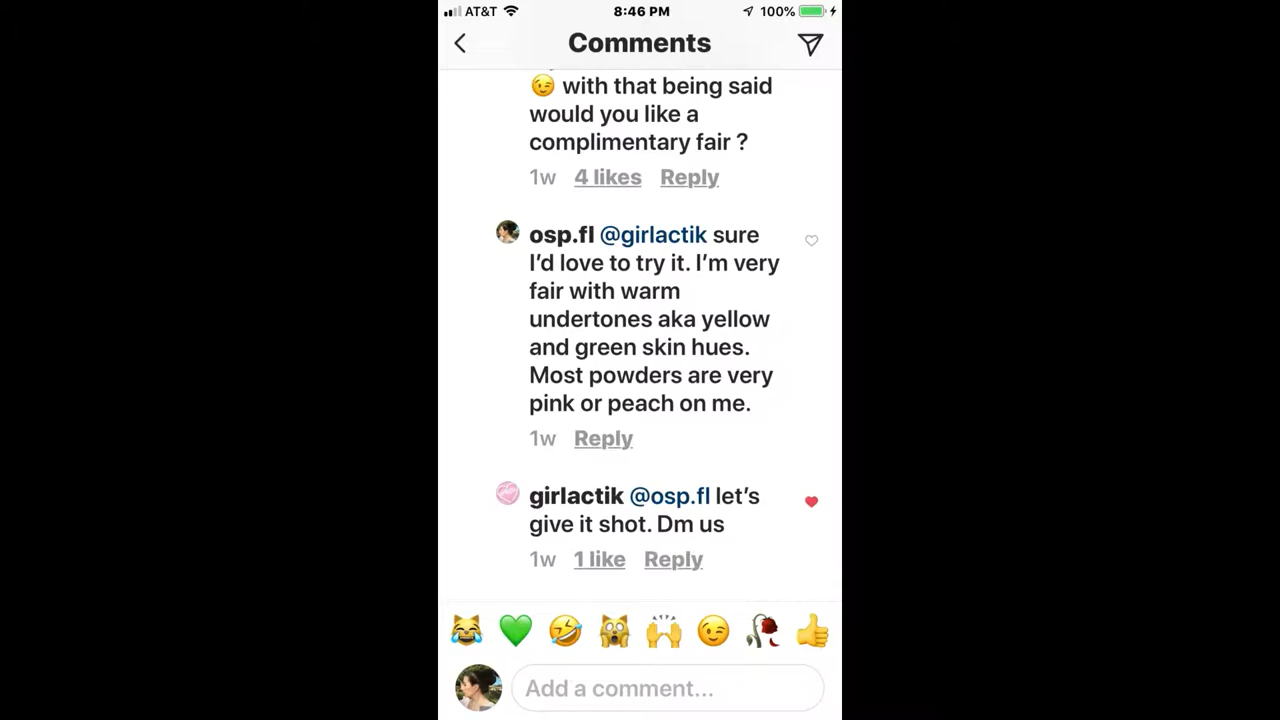 AT&T
8:46 PM
100%
Comments
😉 with that being said
would you like a
complimentary fair ?
1w 4 likes Reply
osp.fl @girlactik sure
I’d love to try it. I’m very
fair with warm
undertones aka yellow
and green skin hues.
Most powders are very
pink or peach on me.
1w Reply
girlactik @osp.fl let’s
give it shot. Dm us
1w 1 like Reply
Add a comment...